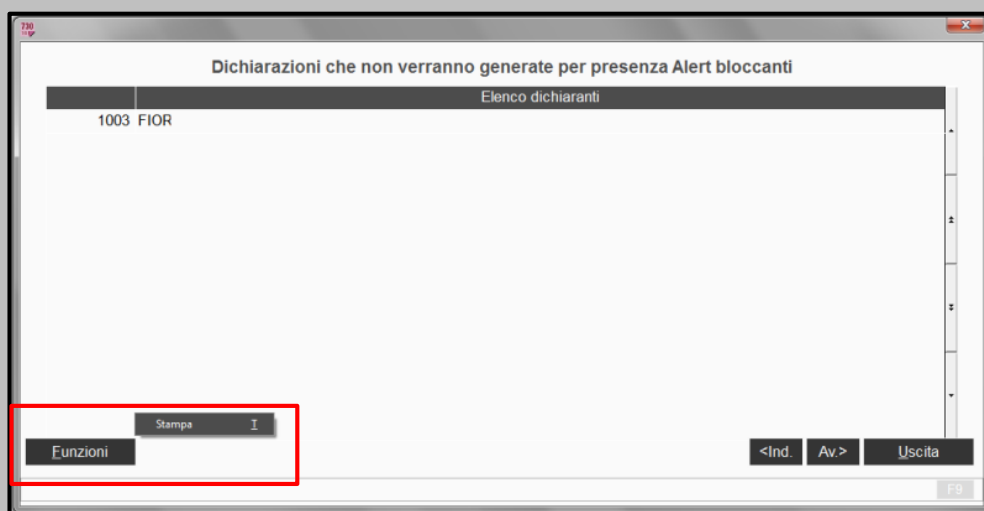 730
Dichiarazioni che non verranno generate per presenza Alert bloccanti
Elenco dichiaranti
1003 FIOR
Stampa I
Funzioni <Ind. Av.> Uscita
F9